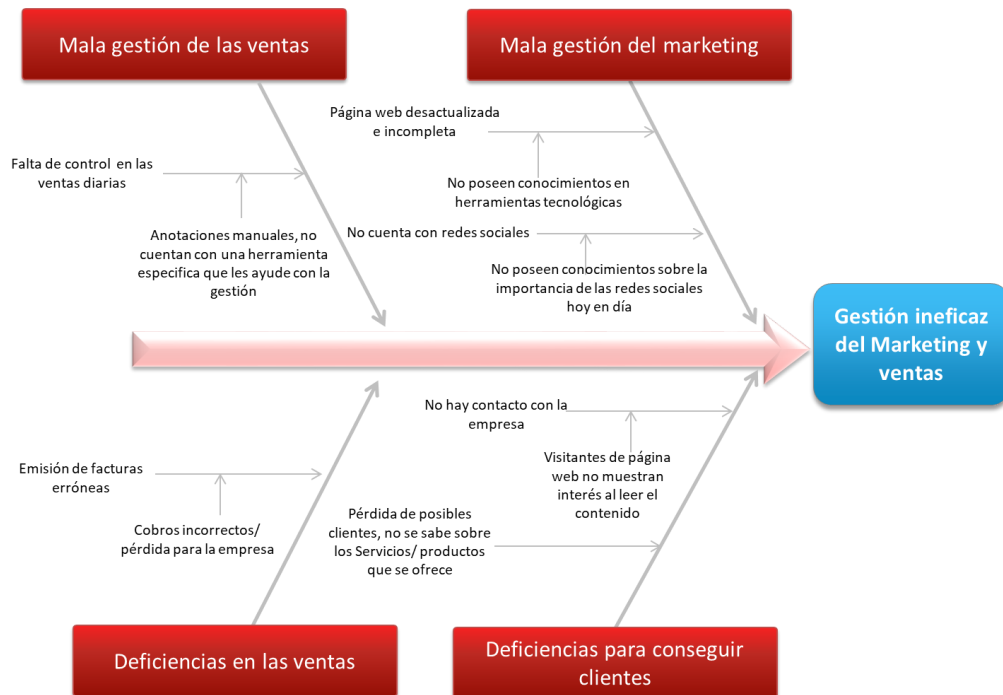 Mala gestión de las ventas
Mala gestión del marketing
Página web desactualizada
e incompleta
Falta de control en las
ventas diarias
No poseen conocimientos en
herramientas tecnológicas
Anotaciones manuales, no
cuentan con una herramienta
especifica que les ayude con la
gestión
No cuenta con redes sociales
No poseen conocimientos sobre la
importancia de las redes sociales
hoy en día
Gestión ineficaz
del Marketing y
ventas
No hay contacto con la
empresa
Visitantes de página
web no muestran
interés al leer el
contenido
Emisión de facturas
erróneas
Cobros incorrectos/
pérdida para la empresa
Pérdida de posibles
clientes, no se sabe sobre
los Servicios/ productos
que se ofrece
Deficiencias en las ventas
Deficiencias para conseguir
clientes